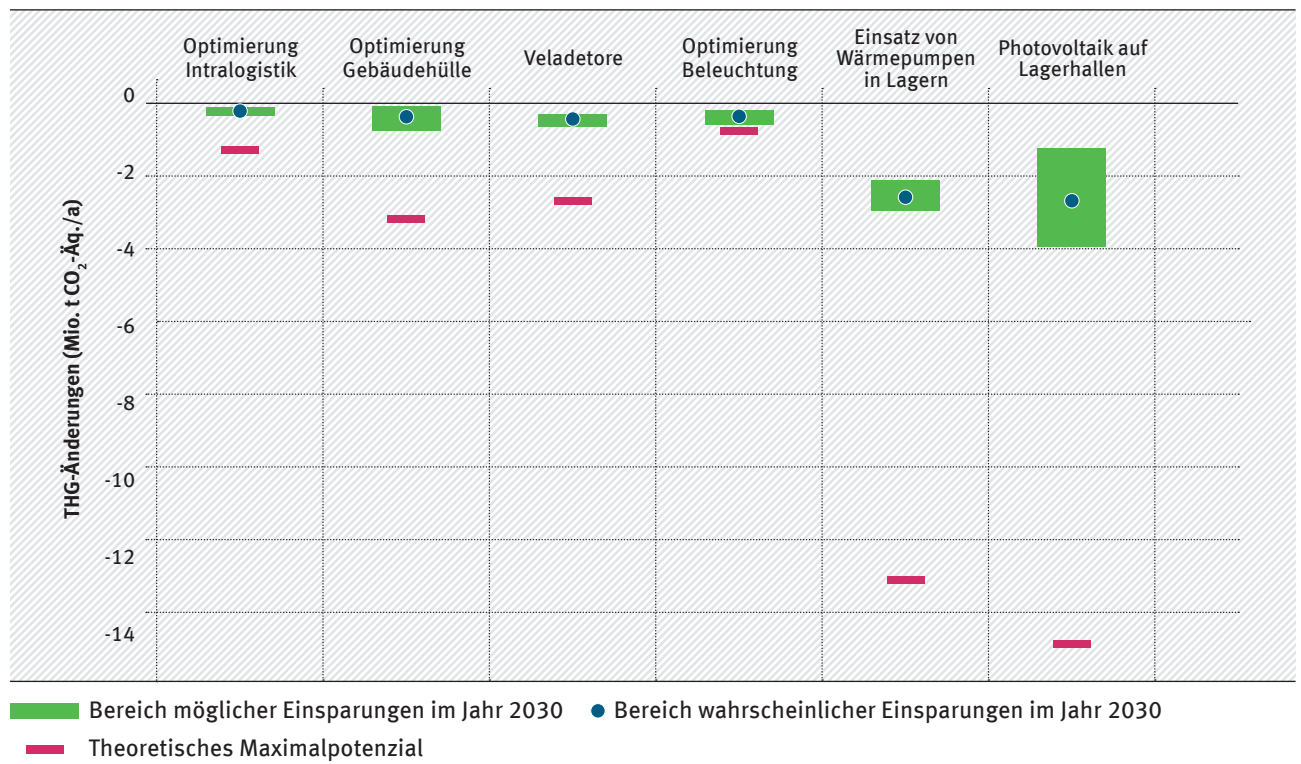 Optimierung
Intralogistik
Optimierung
Gebäudehülle
Veladetore
Optimierung
Beleuchtung
Einsatz von
Wärmepumpen
in Lagern
Photovoltaik auf
Lagerhallen
THG-Änderungen (Mio. t CO₂-Äq./a)
0
-2
-4
-6
-8
-10
-12
-14
Bereich möglicher Einsparungen im Jahr 2030
Bereich wahrscheinlicher Einsparungen im Jahr 2030
Theoretisches Maximalpotenzial